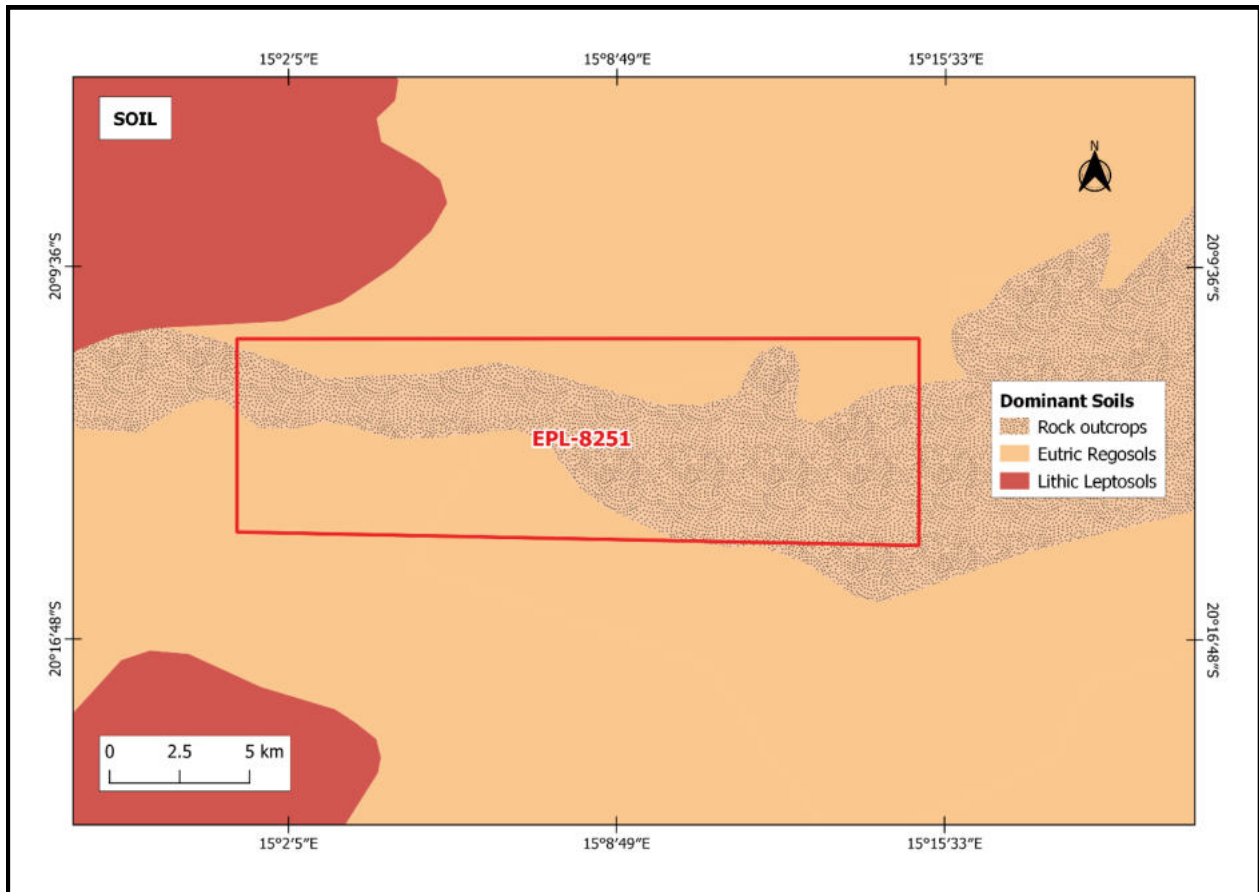 15°2′5″E 15°8′49″E 15°15′33″E
SOIL
N
20°9′36″S 20°9′36″S
EPL-8251
Dominant Soils
Rock outcrops
Eutric Regosols
Lithic Leptosols
20°16′48″S 20°16′48″S
0 2.5 5 km
15°2′5″E 15°8′49″E 15°15′33″E